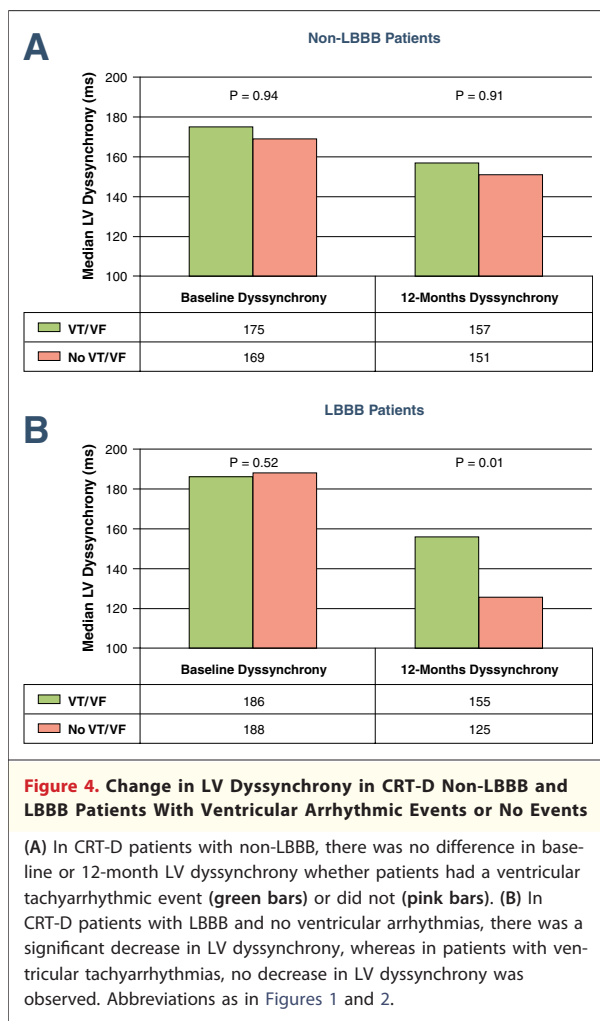 A
Non-LBBB Patients
Median LV Dyssynchrony (ms)
200
180
160
140
120
100
P = 0.94
P = 0.91
Baseline Dyssynchrony 12-Months Dyssynchrony
VT/VF 175 157
No VT/VF 169 151
B
LBBB Patients
Median LV Dyssynchrony (ms)
200
180
160
140
120
100
P = 0.52
P = 0.01
Baseline Dyssynchrony 12-Months Dyssynchrony
VT/VF 186 155
No VT/VF 188 125
Figure 4. Change in LV Dyssynchrony in CRT-D Non-LBBB and
LBBB Patients With Ventricular Arrhythmic Events or No Events
(A) In CRT-D patients with non-LBBB, there was no difference in base-
line or 12-month LV dyssynchrony whether patients had a ventricular
tachyarrhythmic event (green bars) or did not (pink bars). (B) In
CRT-D patients with LBBB and no ventricular arrhythmias, there was a
significant decrease in LV dyssynchrony, whereas in patients with ven-
tricular tachyarrhythmias, no decrease in LV dyssynchrony was
observed. Abbreviations as in Figures 1 and 2.